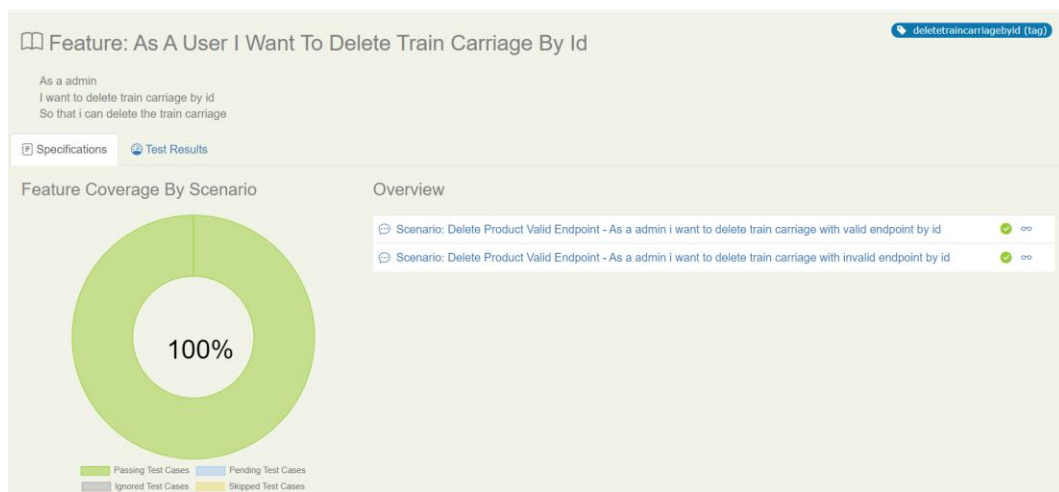 Feature: As A User I Want To Delete Train Carriage By Id
deletetraincarriagebyid (tag)
As a admin
I want to delete train carriage by id
So that i can delete the train carriage
Specifications
Test Results
Feature Coverage By Scenario
Overview
Scenario: Delete Product Valid Endpoint - As a admin i want to delete train carriage with valid endpoint by id
Scenario: Delete Product Valid Endpoint - As a admin i want to delete train carriage with invalid endpoint by id
100%
Passing Test Cases
Pending Test Cases
Ignored Test Cases
Skipped Test Cases